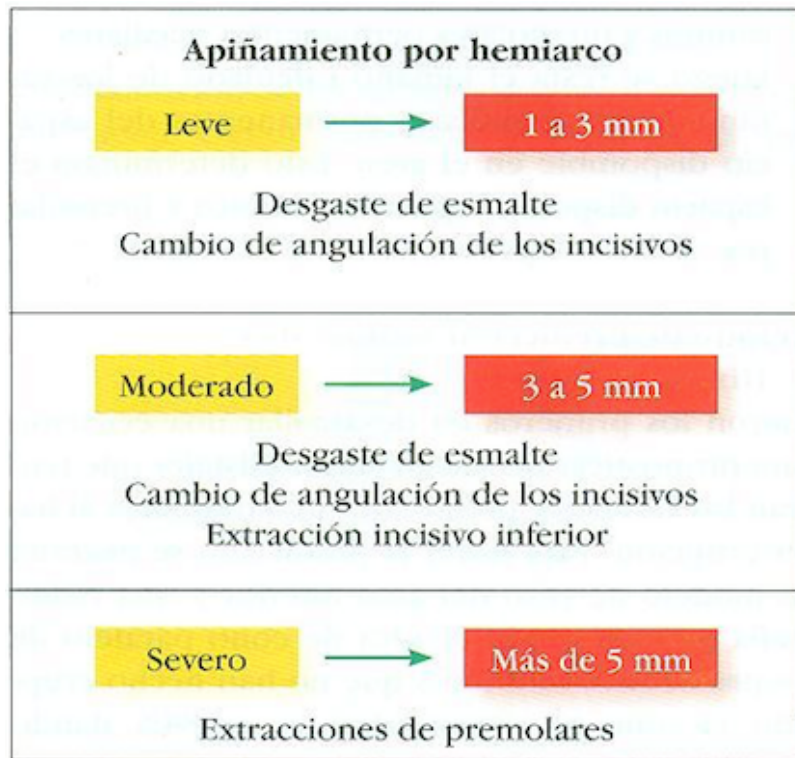 Apiñamiento por hemiarco
Leve → 1 a 3 mm
Desgaste de esmalte
Cambio de angulación de los incisivos
Moderado → 3 a 5 mm
Desgaste de esmalte
Cambio de angulación de los incisivos
Extracción incisivo inferior
Severo → Más de 5 mm
Extracciones de premolares